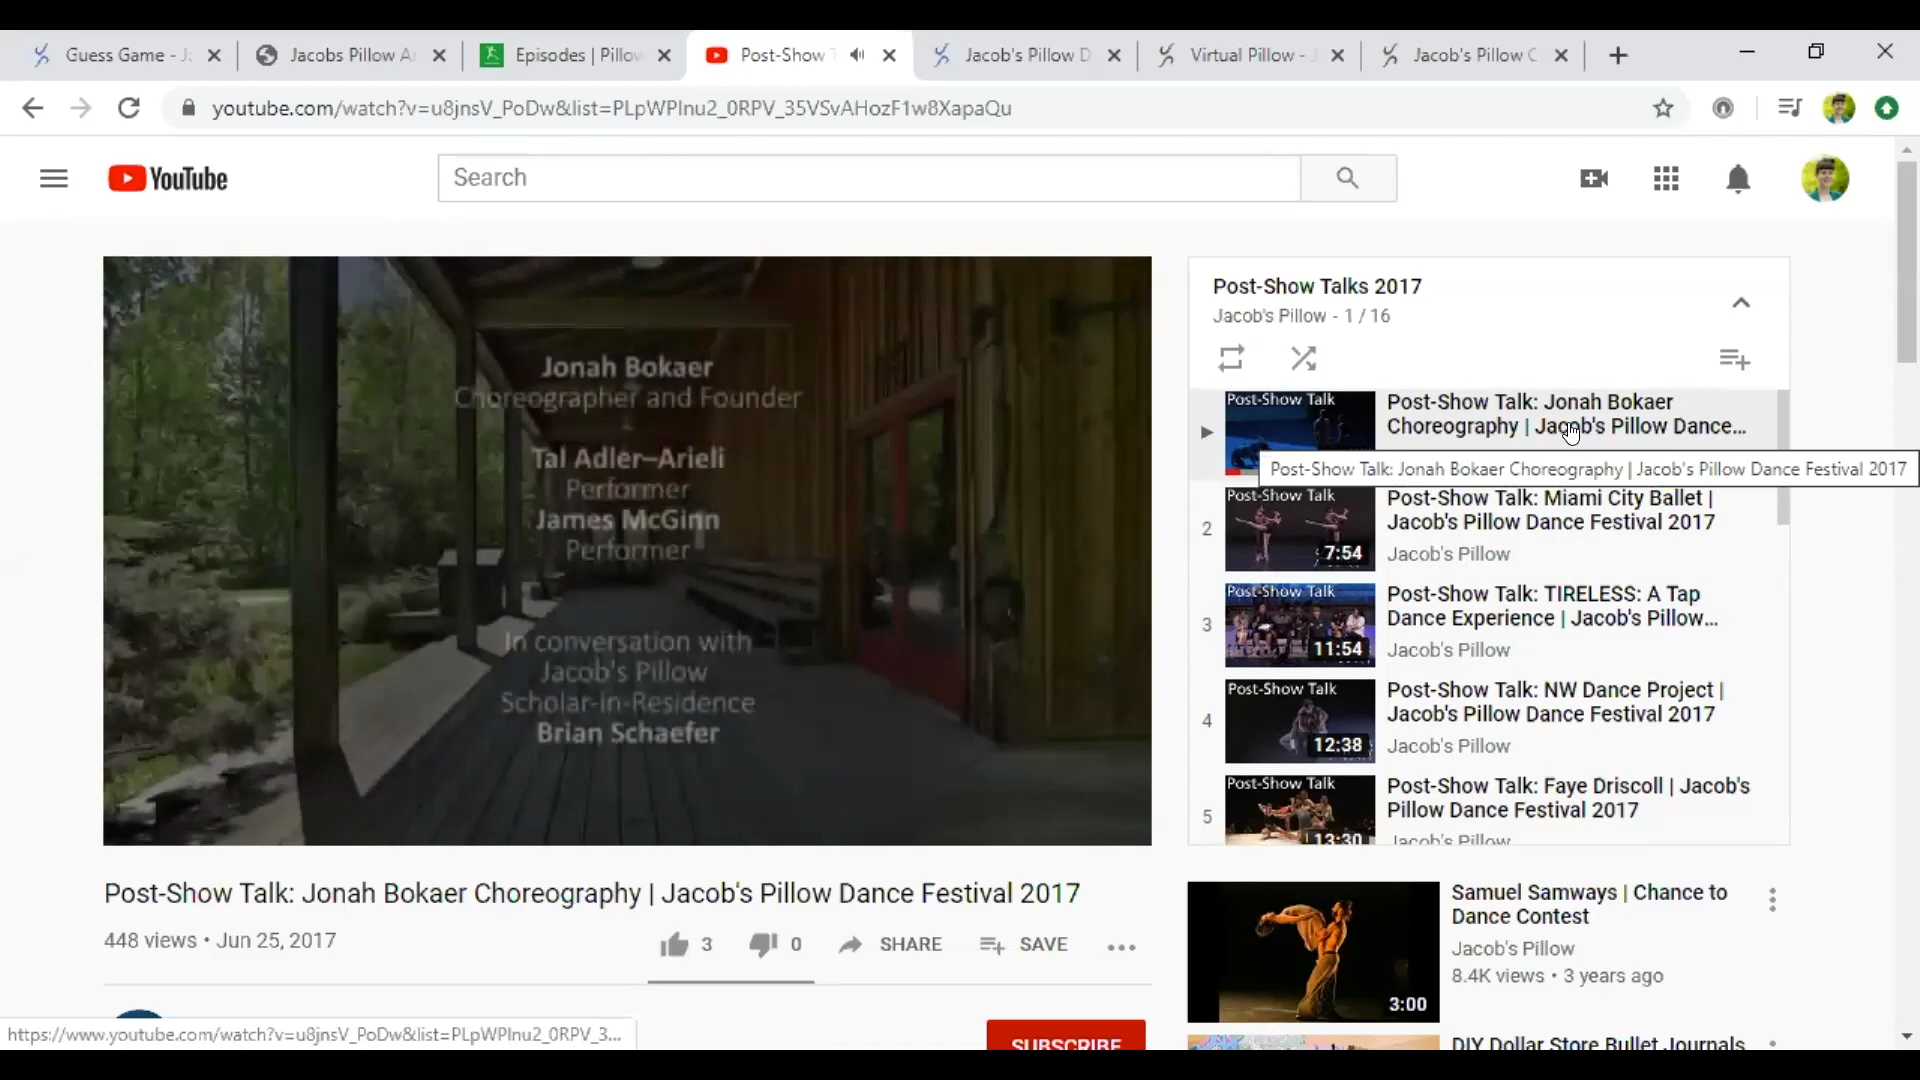 Guess Game - J
Jacobs Pillow A
Episodes | Pillow
Post-Show T
Jacob's Pillow D
Virtual Pillow -
Jacob's Pillow C
youtube.com/watch?v=u8jnsV_PoDw&list=PLpWPlnu2_0RPV_35VSvAHozF1w8XapaQu
YouTube
Search
Jonah Bokaer
Choreographer and Founder
Tal Adler–Arieli
Performer
James McGinn
Performer
In conversation with
Jacob's Pillow
Scholar-in-Residence
Brian Schaefer
Post-Show Talks 2017
Jacob's Pillow - 1 / 16
Post-Show Talk
Post-Show Talk: Jonah Bokaer
Choreography | Jacob's Pillow Dance...
Post-Show Talk: Jonah Bokaer Choreography | Jacob's Pillow Dance Festival 2017
2
Post-Show Talk
7:54
Post-Show Talk: Miami City Ballet |
Jacob's Pillow Dance Festival 2017
Jacob's Pillow
3
Post-Show Talk
11:54
Post-Show Talk: TIRELESS: A Tap
Dance Experience | Jacob's Pillow...
Jacob's Pillow
4
Post-Show Talk
12:38
Post-Show Talk: NW Dance Project |
Jacob's Pillow Dance Festival 2017
Jacob's Pillow
5
Post-Show Talk
13:30
Post-Show Talk: Faye Driscoll | Jacob's
Pillow Dance Festival 2017
Jacob's Pillow
Post-Show Talk: Jonah Bokaer Choreography | Jacob's Pillow Dance Festival 2017
448 views • Jun 25, 2017
3
0
SHARE
SAVE
SUBSCRIBE
3:00
Samuel Samways | Chance to
Dance Contest
Jacob's Pillow
8.4K views • 3 years ago
DIY Dollar Store Bullet Journals
https://www.youtube.com/watch?v=u8jnsV_PoDw&list=PLpWPlnu2_0RPV_3...